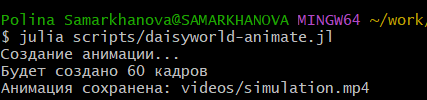 Polina Samarkhanova@SAMARKHANOVA MINGW64 ~/work/
$ julia scripts/daisyworld-animate.jl
Создание анимации...
Будет создано 60 кадров
Анимация сохранена: videos/simulation.mp4